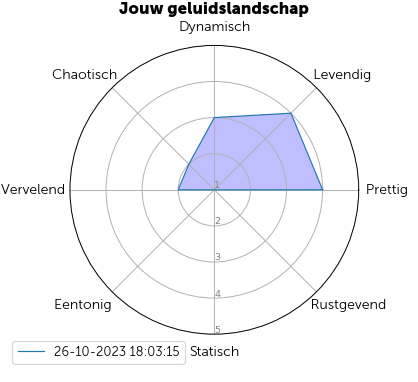 Jouw geluidslandschap
Dynamisch
Chaotisch
Levendig
Vervelend
1
Prettig
2
3
4
Eentonig
Rustgevend
5
26-10-2023 18:03:15
Statisch